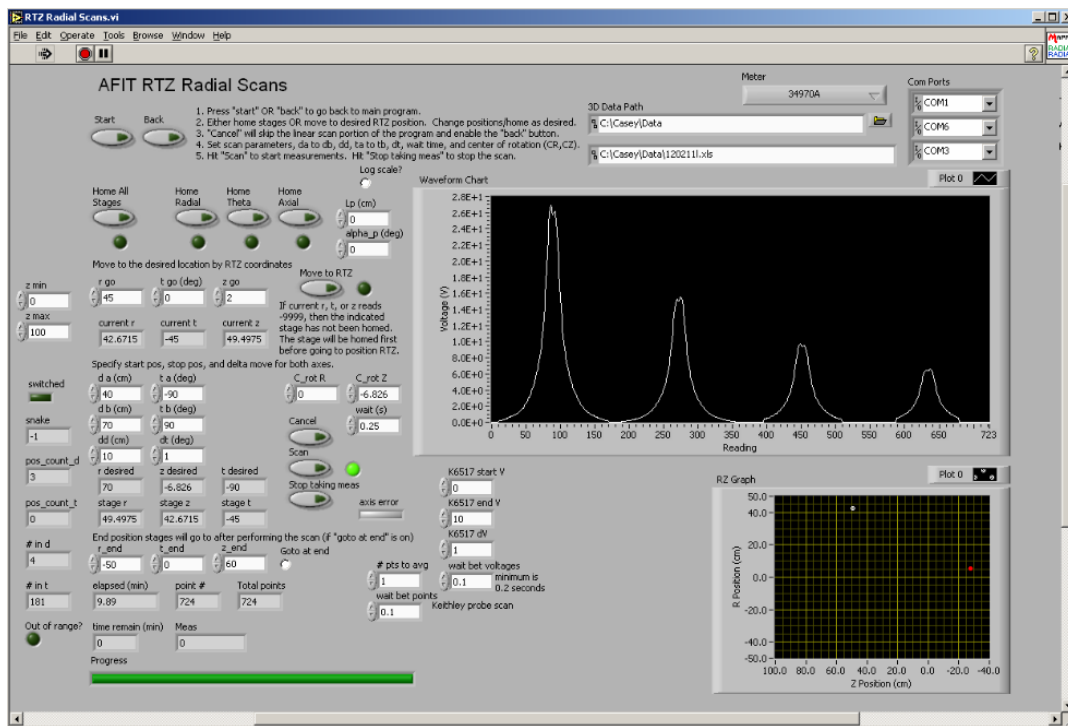 RTZ Radial Scans.vi
File Edit Operate Tools Browse Window Help
AFIT RTZ Radial Scans
1. Press "start" OR "back" to go back to main program.
2. Either home stages OR move to desired RTZ position. Change positions/home as desired.
3. "Cancel" will skip the linear scan portion of the program and enable the "back" button.
4. Set scan parameters, da to db, dd, ta to tb, dt, wait time, and center of rotation (CR,CZ).
5. Hit "Scan" to start measurements. Hit "Stop taking meas" to stop the scan.
Start Back
Meter
34970A
3D Data Path
C:\Casey\Data
C:\Casey\Data\120211l.xls
Com Ports
COM1
COM6
COM3
Log scale?
Home All Stages
Home Radial
Home Theta
Home Axial
Lp (cm)
0
alpha_p (deg)
0
Move to the desired location by RTZ coordinates
z min
0
z max
100
r go t go (deg) z go
45 0 2
Move to RTZ
current r current t current z
42.6715 -45 49.4975
If current r, t, or z reads
-9999, then the indicated
stage has not been homed.
The stage will be homed first
before going to position RTZ.
Specify start pos, stop pos, and delta move for both axes.
d a (cm) t a (deg)
40 -90
d b (cm) t b (deg)
70 90
dd (cm) dt (deg)
10 1
C_rot R C_rot Z
0 -6.826
wait (s)
0.25
Cancel
Scan
Stop taking meas
switched
snake
-1
pos_count_d
3
pos_count_t
0
# in d
4
# in t
181
Out of range?
r desired z desired t desired
70 -6.826 -90
stage r stage z stage t
49.4975 42.6715 -45
axis error
End position stages will go to after performing the scan (if "goto at end" is on)
r_end t_end z_end
-50 0 60
Goto at end
elapsed (min) point # Total points
9.89 724 724
time remain (min) Meas
0 0
Progress
K6517 start V
0
K6517 end V
10
K6517 dV
1
# pts to avg
1
wait bet voltages
0.1
minimum is
0.2 seconds
wait bet points
0.1
Keithley probe scan
Waveform Chart
Plot 0
Voltage (V)
2.8E+1
2.6E+1
2.4E+1
2.2E+1
2.0E+1
1.8E+1
1.6E+1
1.4E+1
1.2E+1
1.0E+1
8.0E+0
6.0E+0
4.0E+0
2.0E+0
0.0E+0
0 50 100 150 200 250 300 350 400 450 500 550 600 650 723
Reading
RZ Graph
Plot 0
R Position (cm)
50.0
40.0
20.0
0.0
-20.0
-40.0
-50.0
100.0 80.0 60.0 40.0 20.0 0.0 -20.0 -40.0
Z Position (cm)